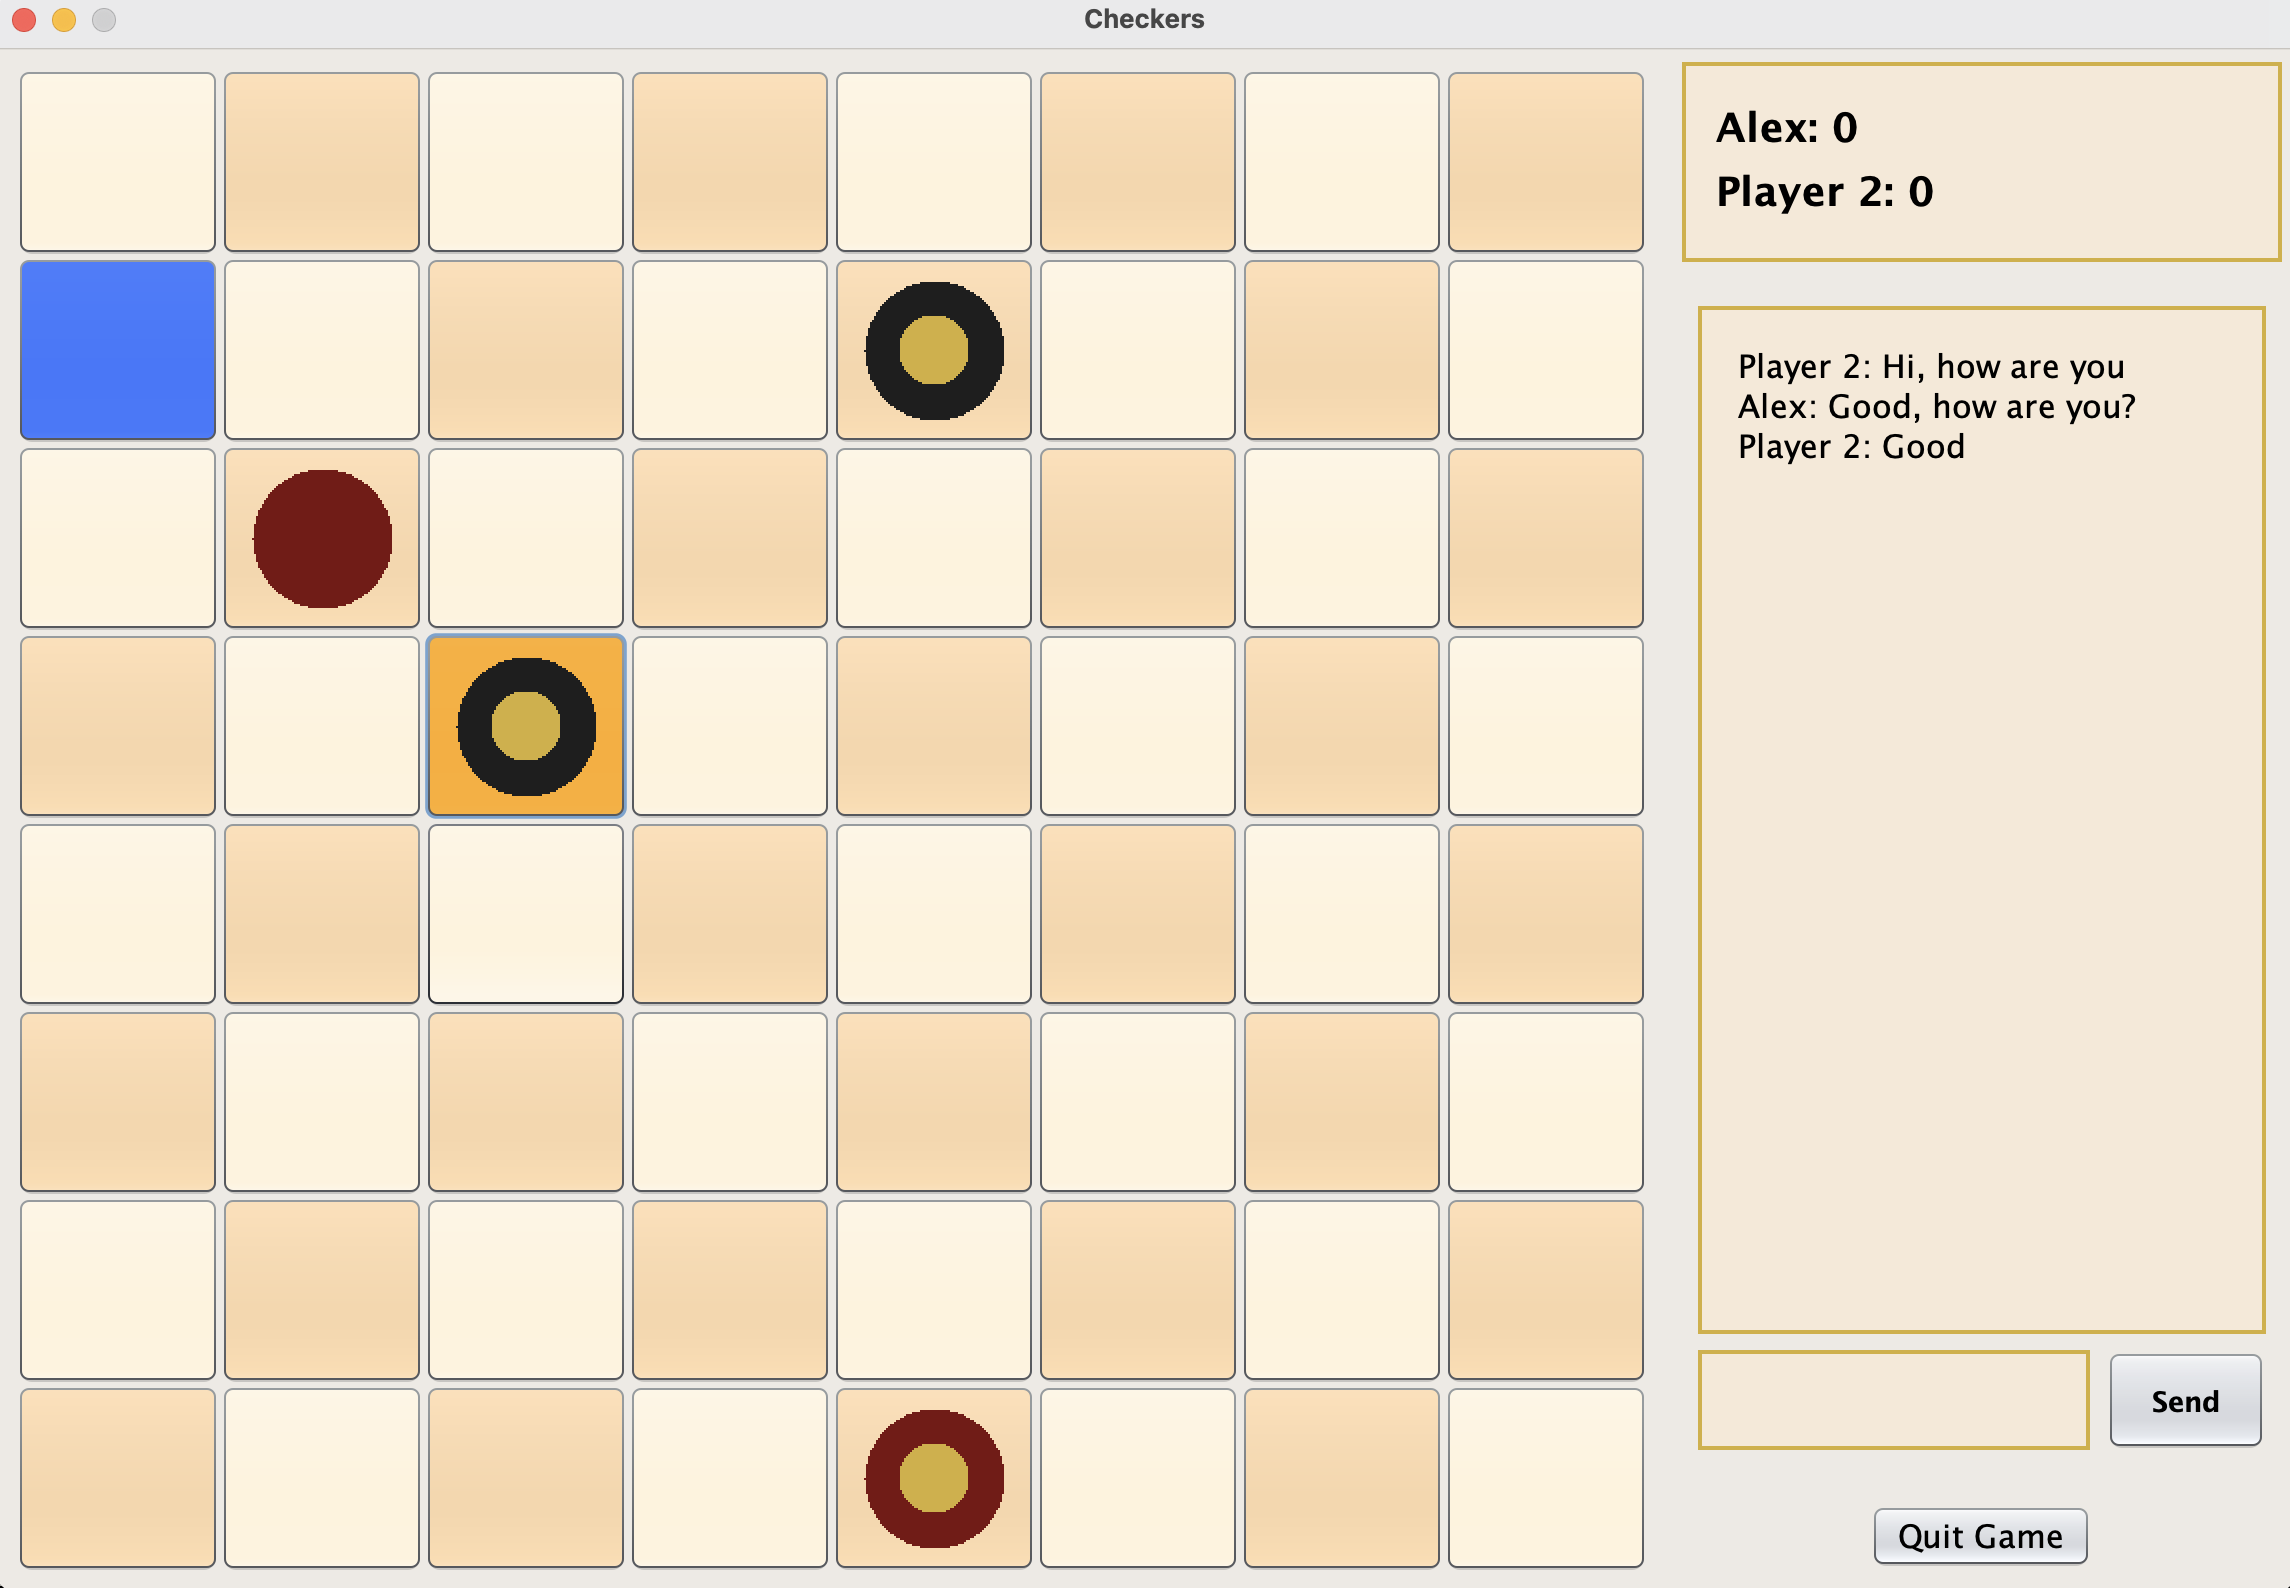 Checkers
Alex: 0
Player 2: 0
Player 2: Hi, how are you
Alex: Good, how are you?
Player 2: Good
Send
Quit Game